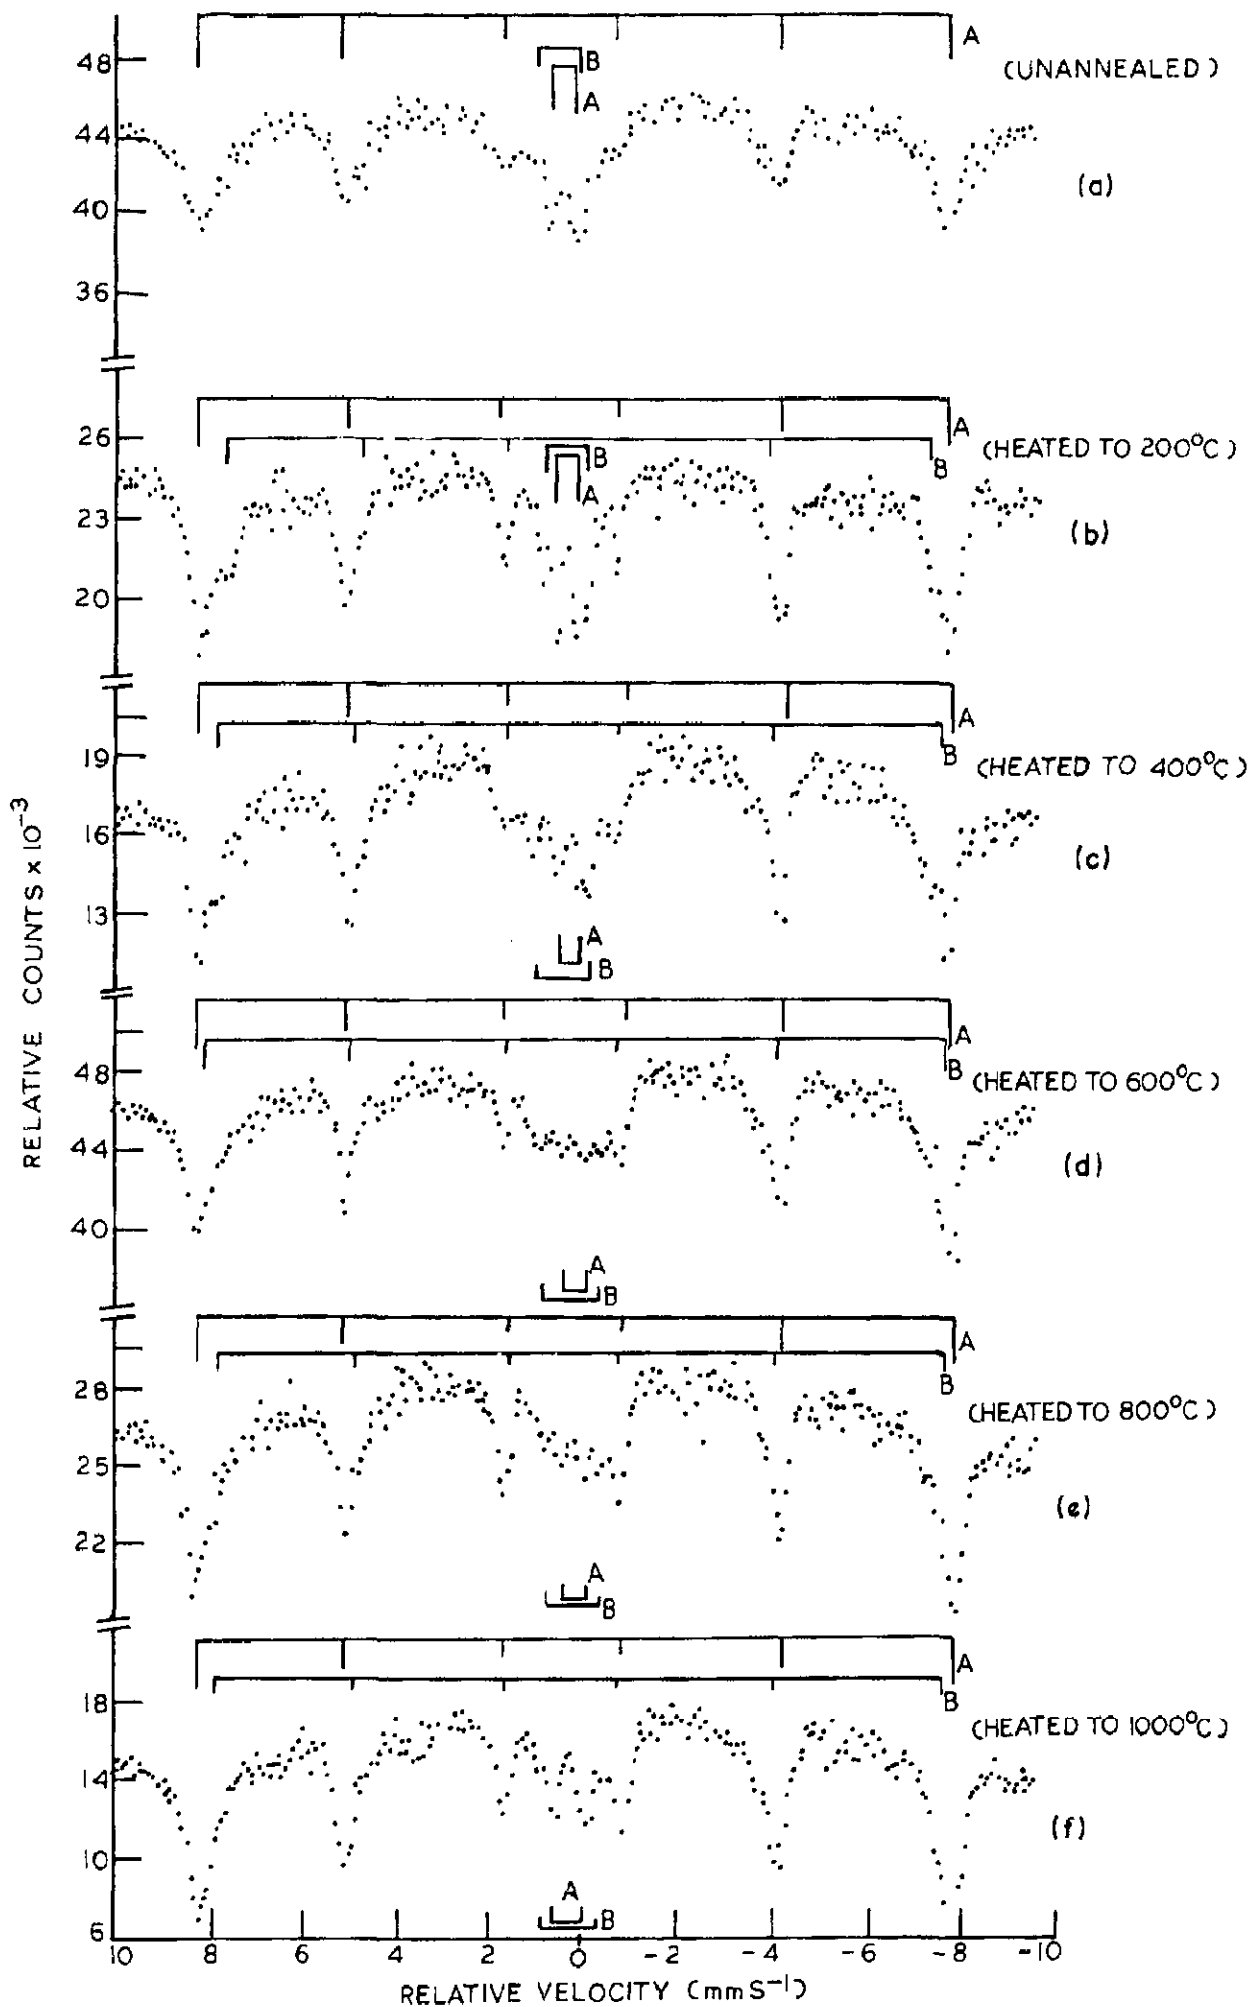 A
48
B
(UNANNEALED)
A
44
(a)
40
36
26
A
B
(HEATED TO 200°C)
B
A
23
(b)
20
A
B
19
(HEATED TO 400°C)
16
(c)
13
A
B
A
48
B
(HEATED TO 600°C)
44
(d)
40
A
B
A
28
B
(HEATED TO 800°C)
25
(e)
22
A
B
A
18
B
(HEATED TO 1000°C)
14
(f)
10
A
B
6
10 8 6 4 2 0 -2 -4 -6 -8 -10
RELATIVE VELOCITY (mm S⁻¹)
RELATIVE COUNTS x 10⁻³